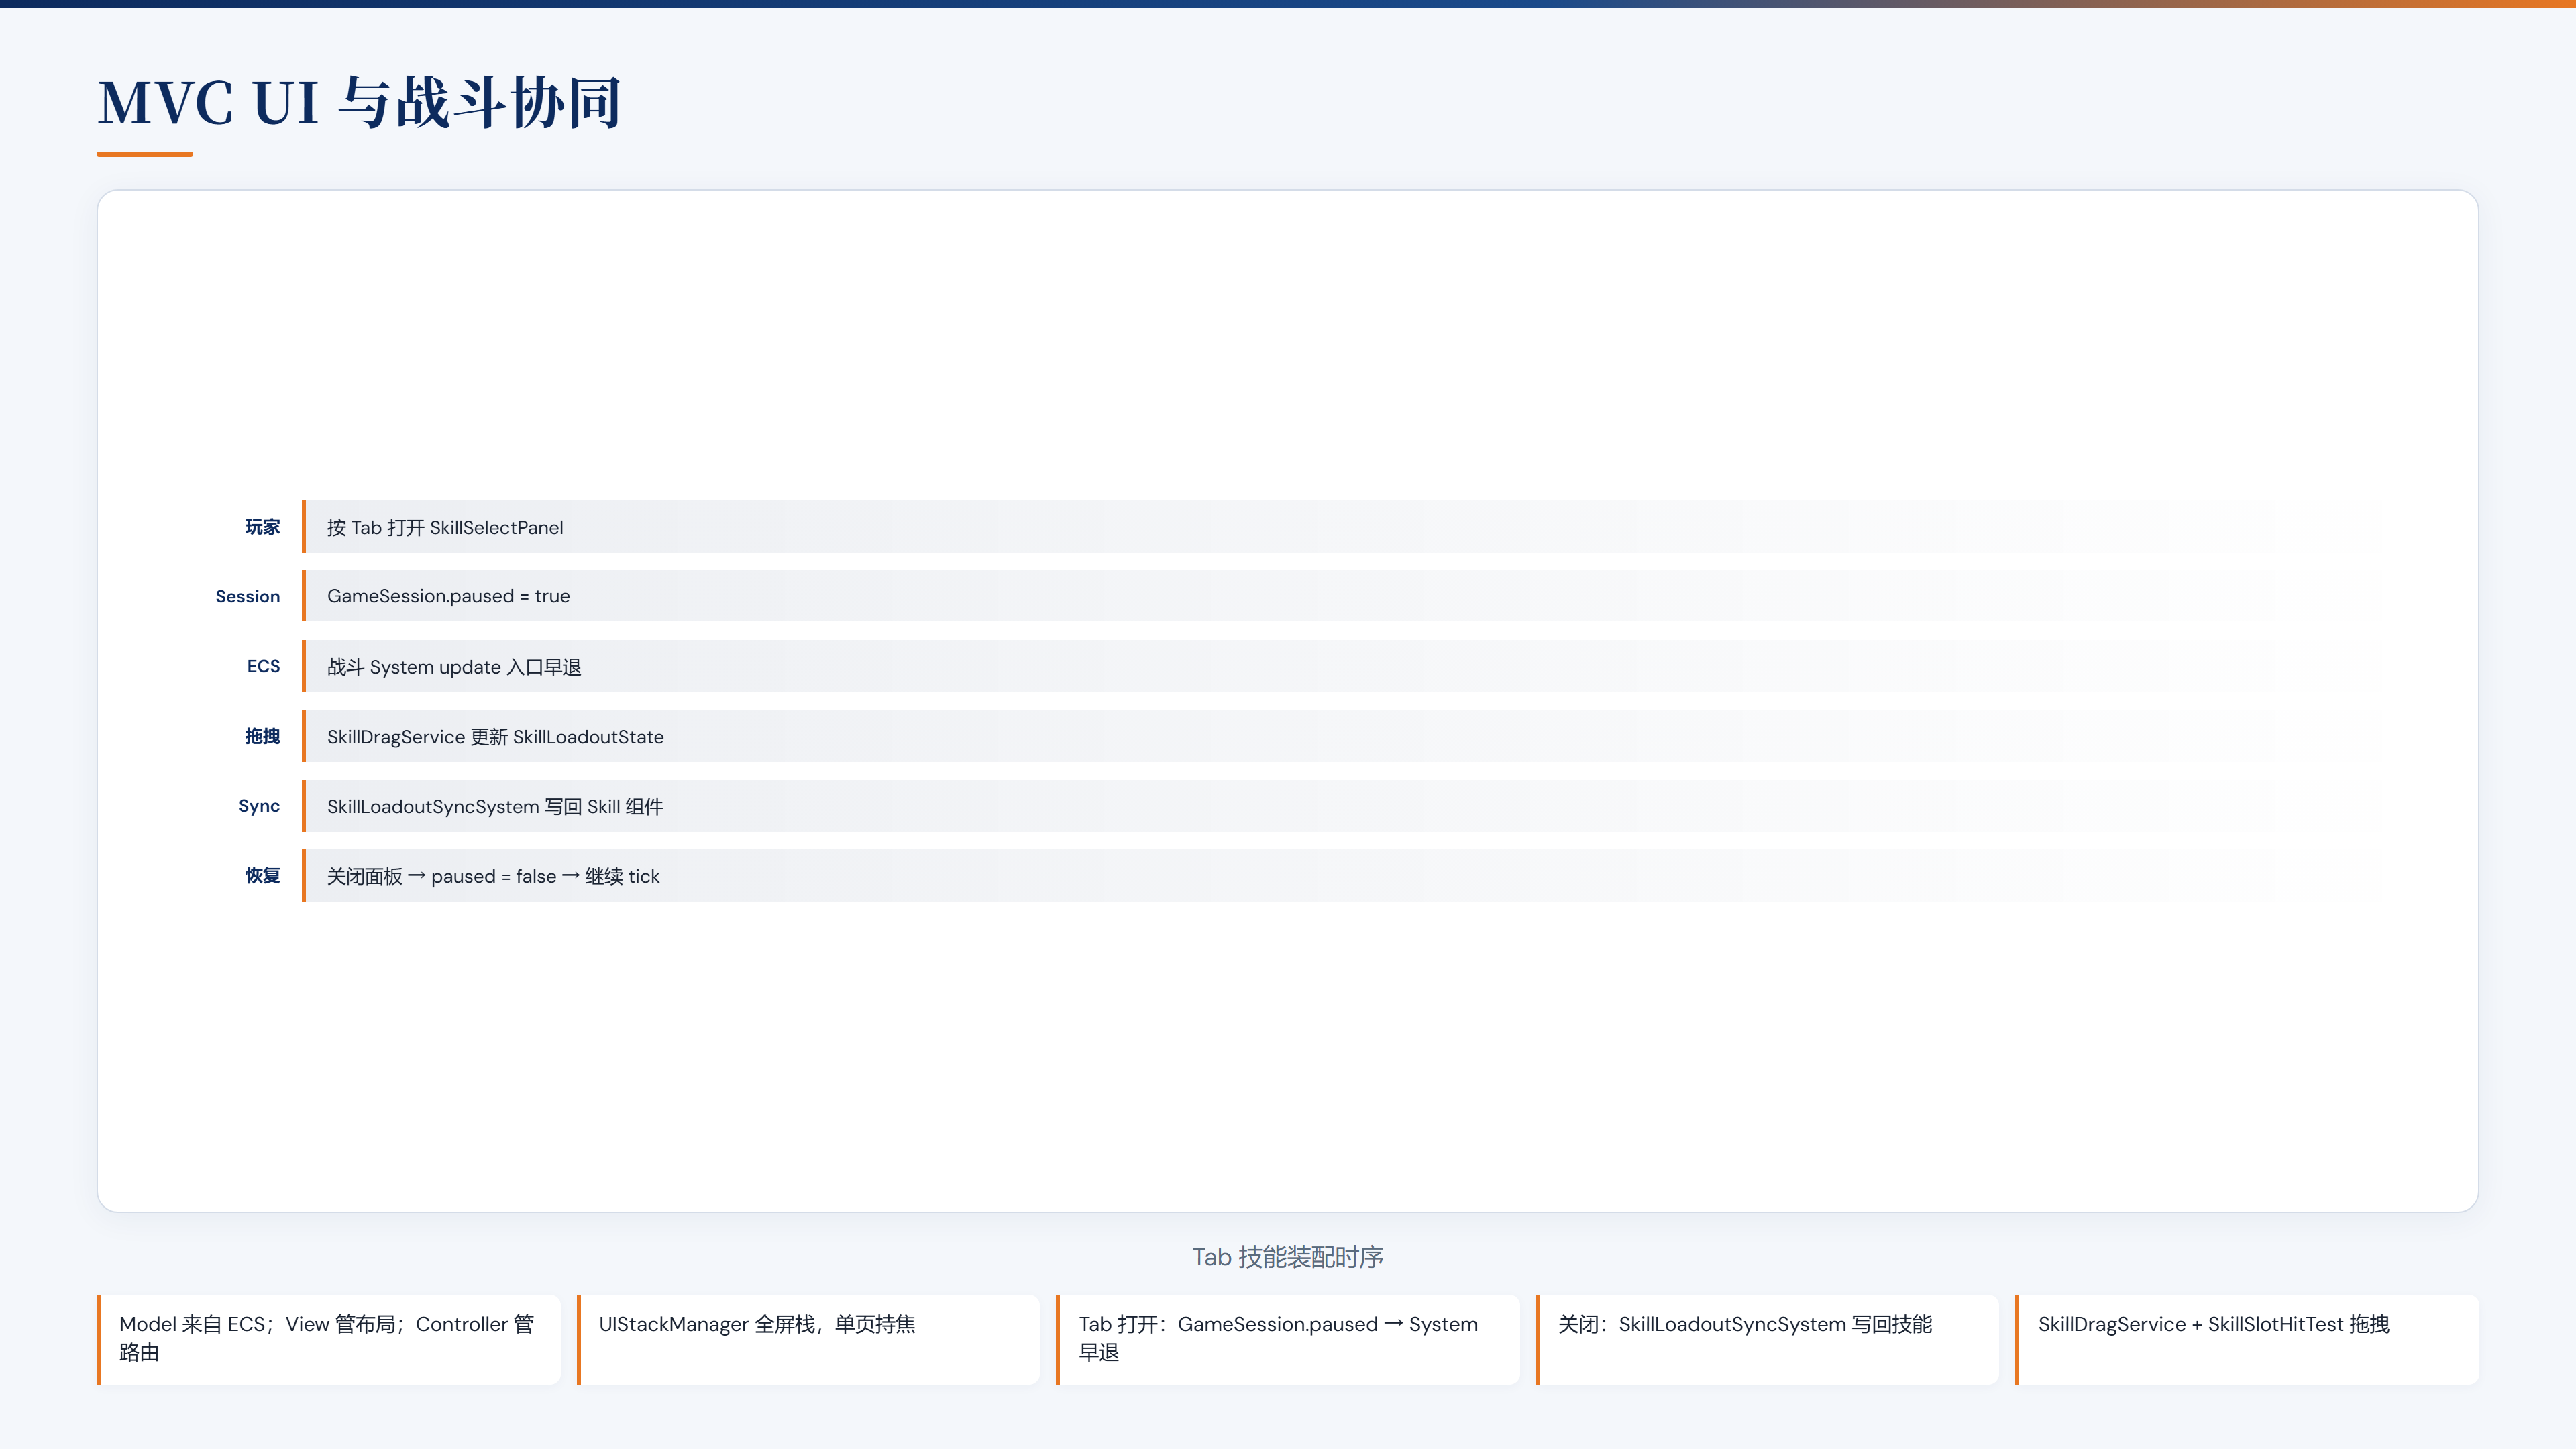 MVC UI 与战斗协同
玩家 按 Tab 打开 SkillSelectPanel
Session GameSession.paused = true
ECS 战斗 System update 入口早退
拖拽 SkillDragService 更新 SkillLoadoutState
Sync SkillLoadoutSyncSystem 写回 Skill 组件
恢复 关闭面板 → paused = false → 继续 tick
Tab 技能装配时序
Model 来自 ECS；View 管布局；Controller 管
路由
UIStackManager 全屏栈，单页持焦
Tab 打开：GameSession.paused → System
早退
关闭：SkillLoadoutSyncSystem 写回技能
SkillDragService + SkillSlotHitTest 拖拽